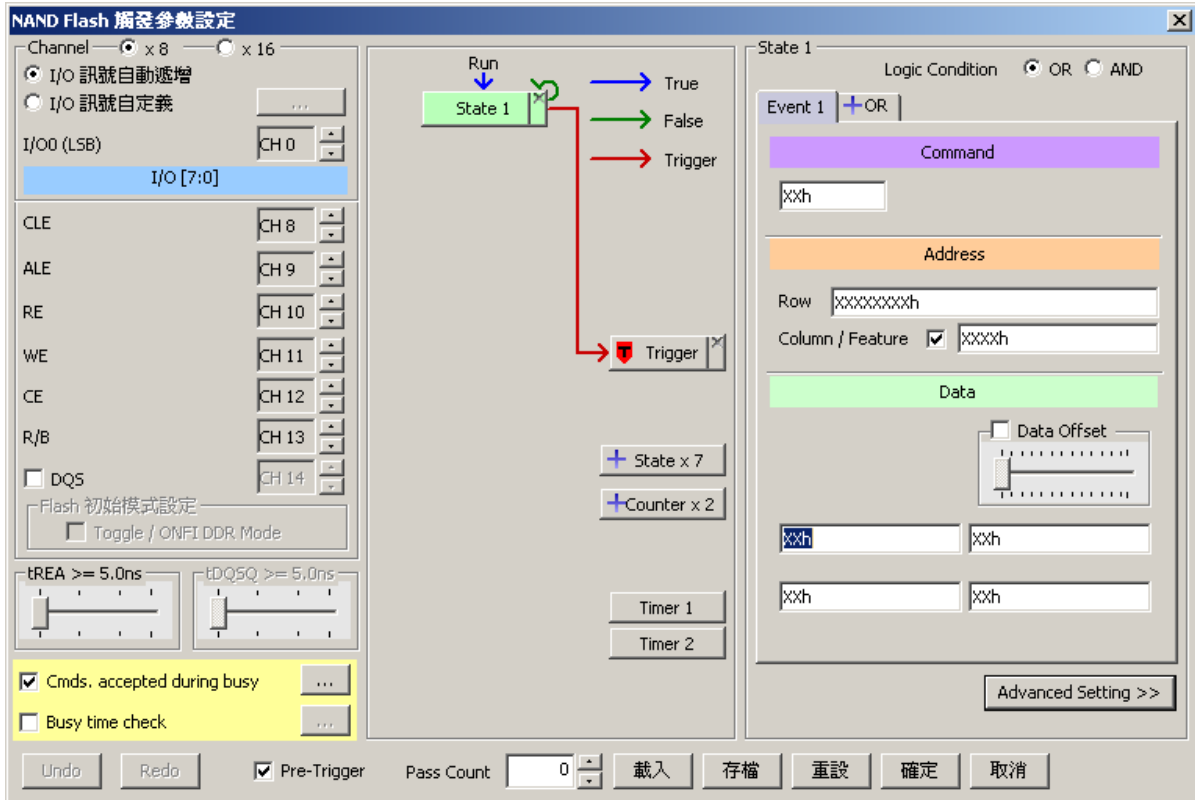 NAND Flash 觸發參數設定
Channel x 8 x 16
I/O 訊號自動遞增
I/O 訊號自定義 ...
I/O0 (LSB) CH 0
I/O [7:0]
CLE CH 8
ALE CH 9
RE CH 10
WE CH 11
CE CH 12
R/B CH 13
DQS CH 14
Flash 初始模式設定
Toggle / ONFI DDR Mode
tREA >= 5.0ns tDQSQ >= 5.0ns
Cmds. accepted during busy ...
Busy time check ...
Run
State 1
True
False
Trigger
Trigger
State x 7
Counter x 2
Timer 1
Timer 2
State 1
Logic Condition OR AND
Event 1 +OR
Command
XXh
Address
Row XXXXXXXXh
Column / Feature XXXXh
Data
Data Offset
XXh XXh
XXh XXh
Advanced Setting >>
Undo Redo Pre-Trigger Pass Count 0 載入 存檔 重設 確定 取消